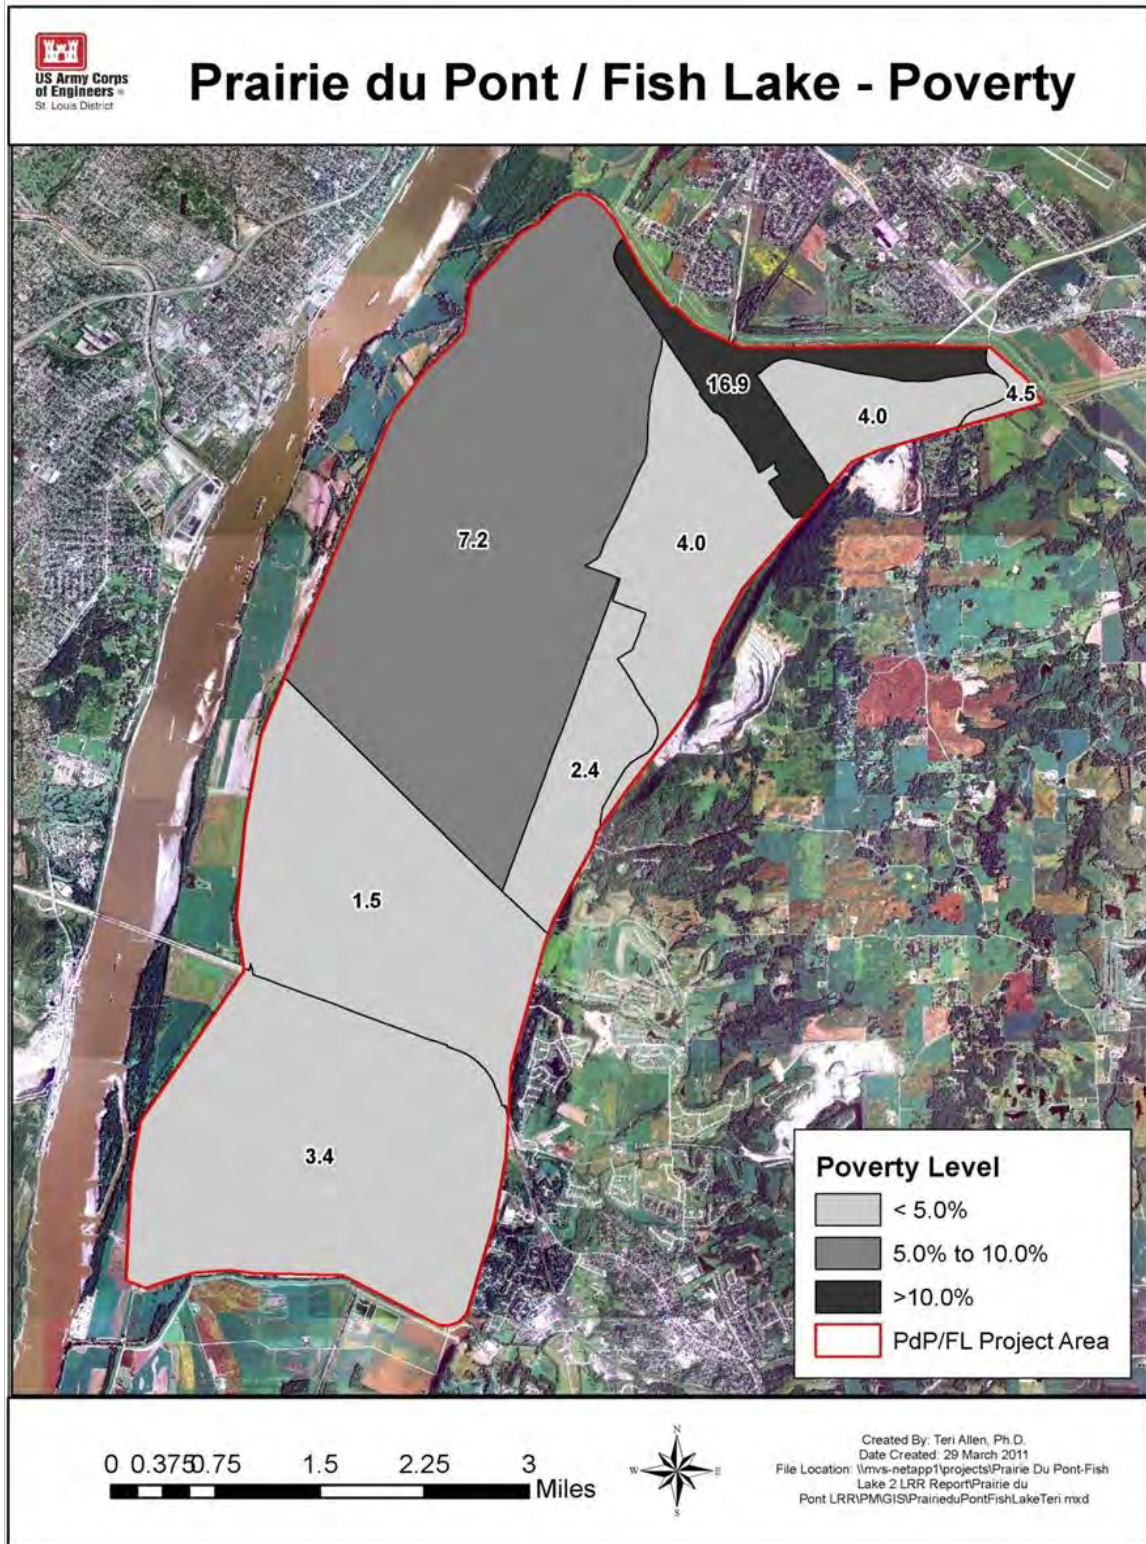 US Army Corps
of Engineers ®
St. Louis District
Prairie du Pont / Fish Lake - Poverty
16.9
4.5
4.0
7.2
4.0
2.4
1.5
3.4
Poverty Level
< 5.0%
5.0% to 10.0%
>10.0%
PdP/FL Project Area
0 0.375 0.75 1.5 2.25 3
Miles
N
W E
S
Created By: Teri Allen, Ph.D.
Date Created: 29 March 2011
File Location: \\mvs-netapp1\projects\Prairie Du Pont-Fish
Lake 2 LRR Report\Prairie du
Pont LRR\PM\GIS\PrairieduPontFishLakeTeri.mxd